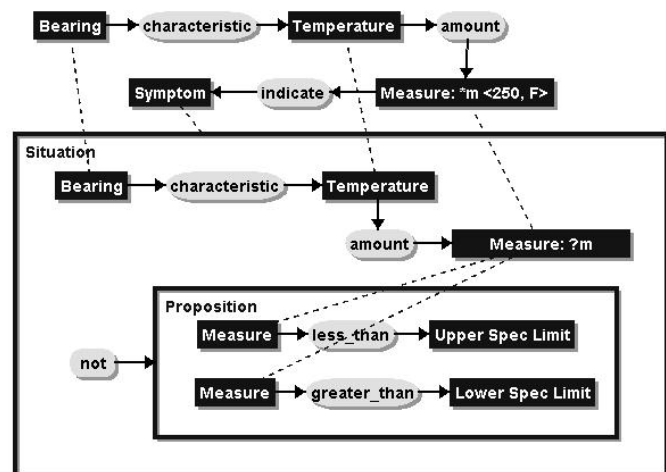 Bearing characteristic Temperature amount
Symptom indicate Measure: *m <250, F>
Situation
Bearing characteristic Temperature
amount Measure: ?m
Proposition
Measure less_than Upper Spec Limit
not
Measure greater_than Lower Spec Limit